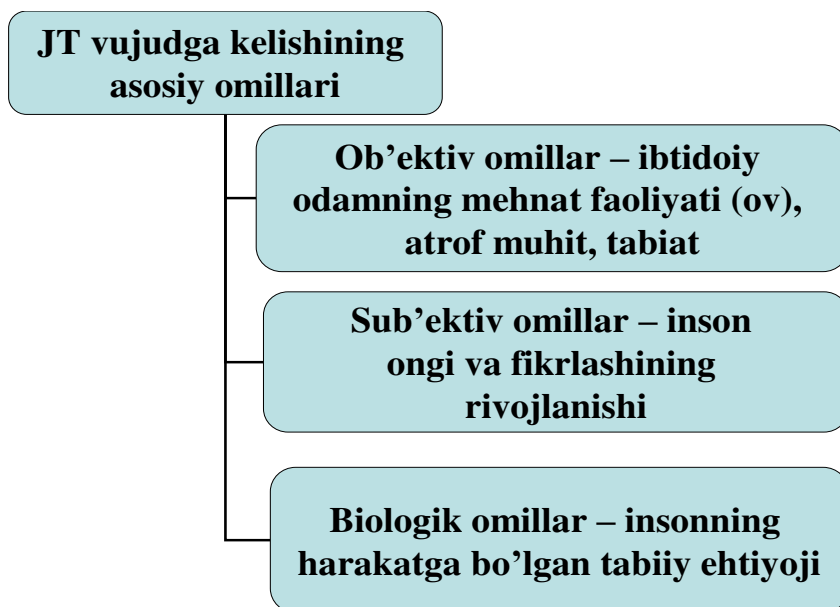 JT vujudga kelishining
asosiy omillari
Ob’ektiv omillar – ibtidoiy
odamning mehnat faoliyati (ov),
atrof muhit, tabiat
Sub’ektiv omillar – inson
ongi va fikrlashining
rivojlanishi
Biologik omillar – insonning
harakatga bo’lgan tabiiy ehtiyoji